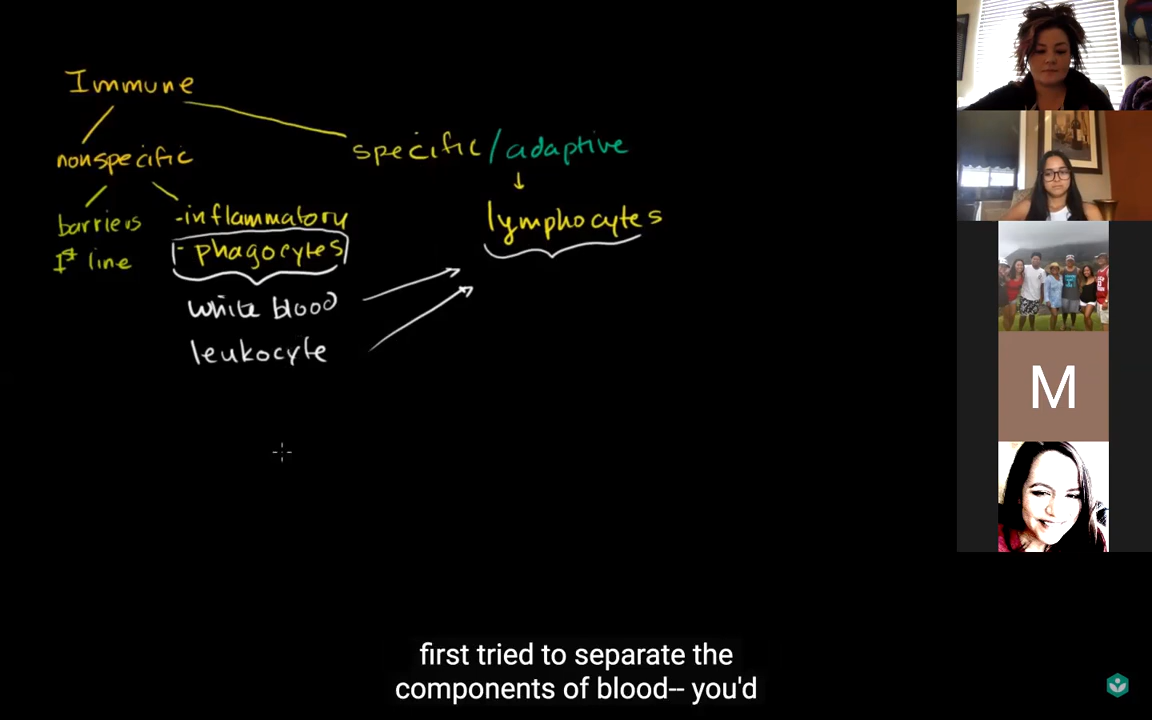 Immune
nonspecific
specific/adaptive
barriers
1st line
-inflammatory
- phagocytes
lymphocytes
white blood
leukocyte
M
first tried to separate the
components of blood-- you'd